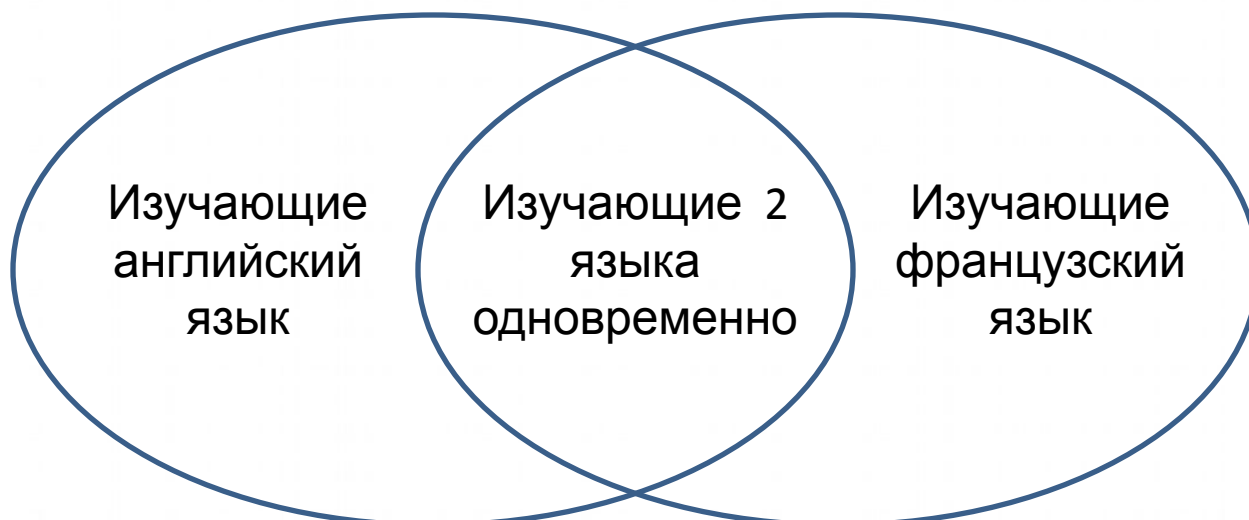 Изучающие
английский
язык
Изучающие 2
языка
одновременно
Изучающие
французский
язык